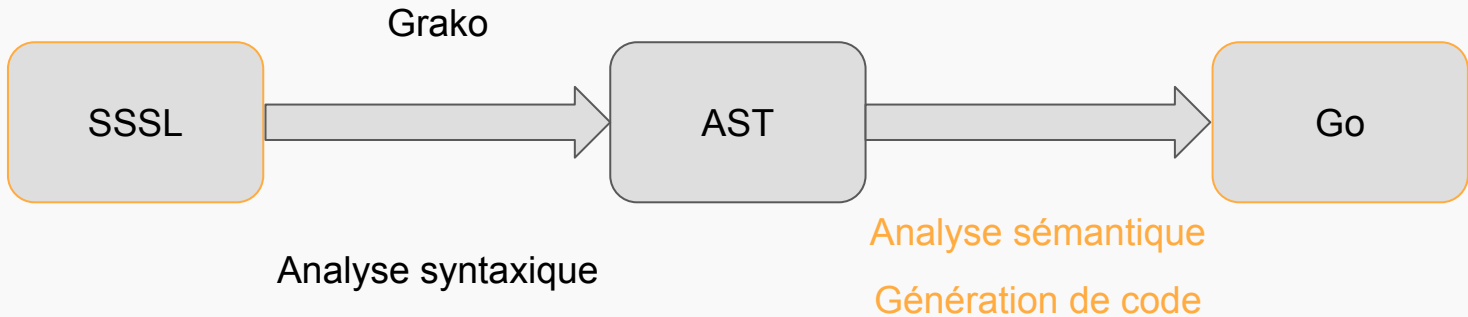 Grako
SSSL
AST
Go
Analyse syntaxique
Analyse sémantique
Génération de code